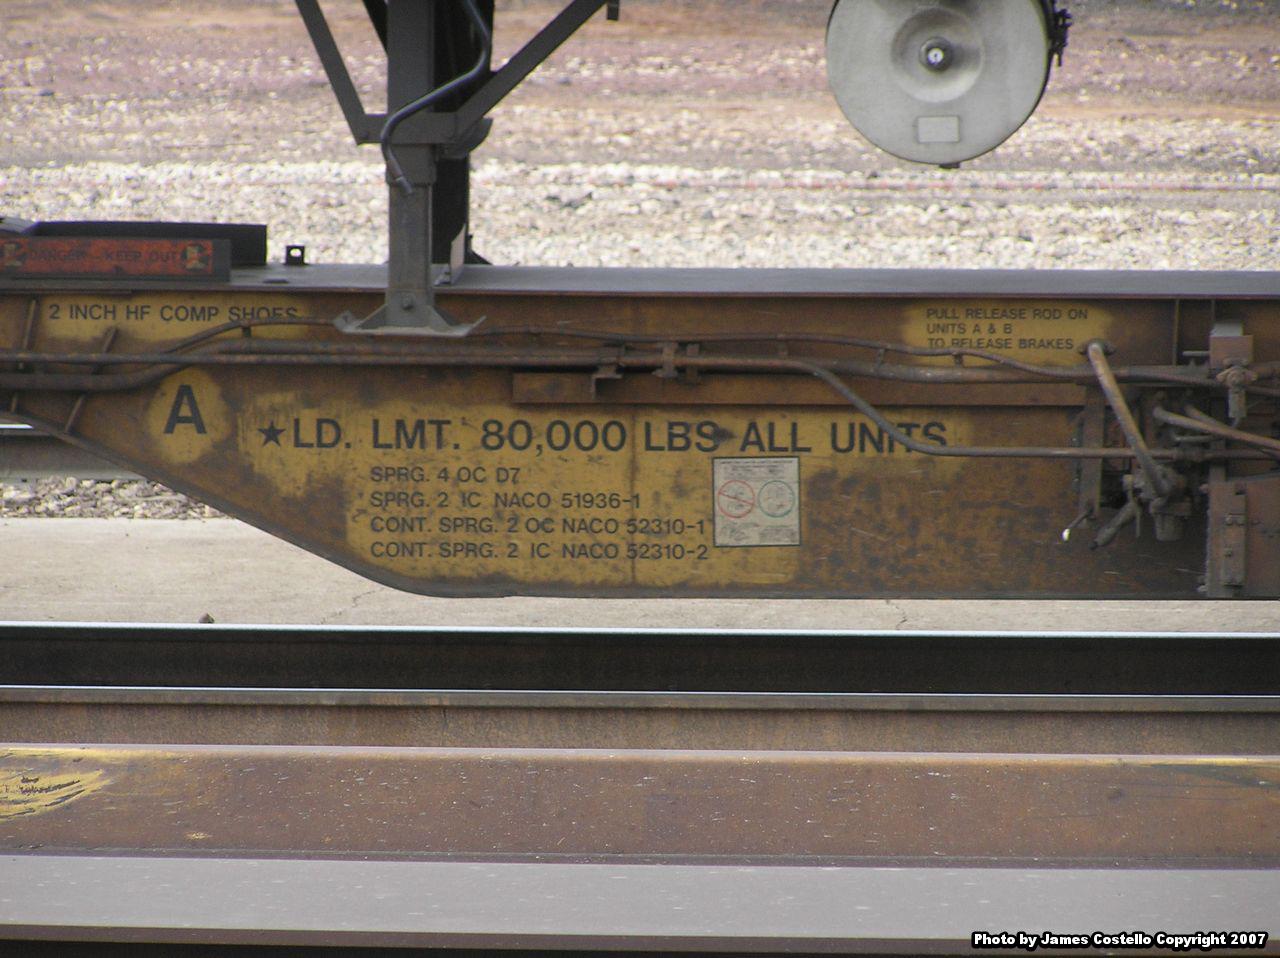 DANGER - KEEP OUT
2 INCH HF COMP SHOES
PULL RELEASE ROD ON
UNITS A & B
TO RELEASE BRAKES
A
★LD. LMT. 80,000 LBS ALL UNITS
SPRG. 4 OC D7
SPRG. 2 IC NACO 51936-1
CONT. SPRG. 2 OC NACO 52310-1
CONT. SPRG. 2 IC NACO 52310-2
Photo by James Costello Copyright 2007